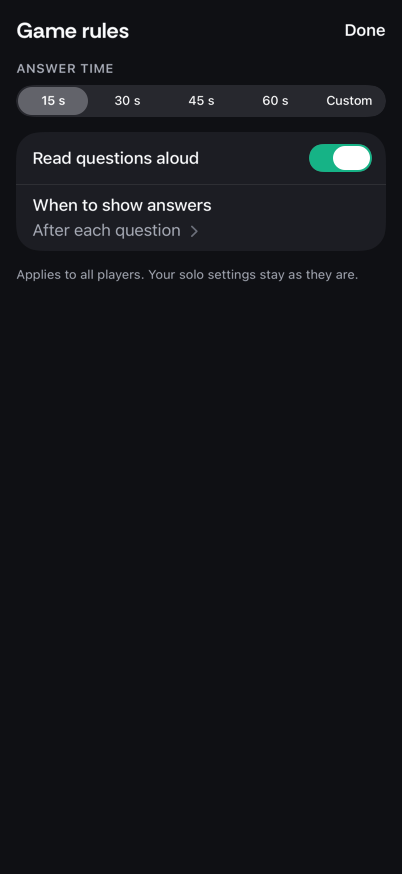 Game rules
Done
ANSWER TIME
15 s 30 s 45 s 60 s Custom
Read questions aloud
When to show answers
After each question
Applies to all players. Your solo settings stay as they are.